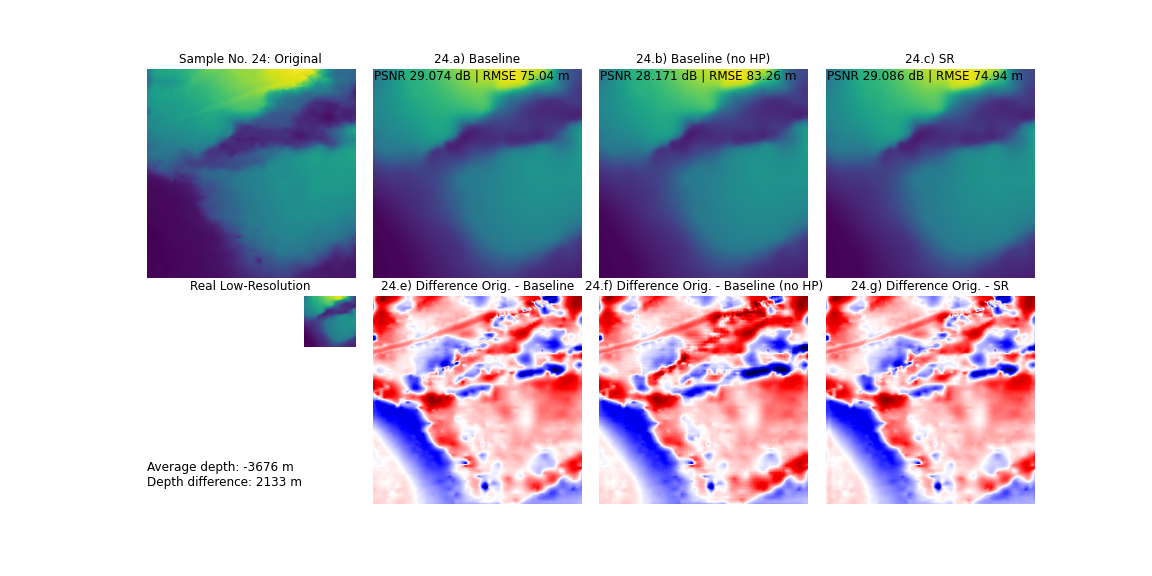 Sample No. 24: Original
24.a) Baseline
24.b) Baseline (no HP)
24.c) SR
PSNR 29.074 dB | RMSE 75.04 m
PSNR 28.171 dB | RMSE 83.26 m
PSNR 29.086 dB | RMSE 74.94 m
Real Low-Resolution
24.e) Difference Orig. - Baseline
24.f) Difference Orig. - Baseline (no HP)
24.g) Difference Orig. - SR
Average depth: -3676 m
Depth difference: 2133 m